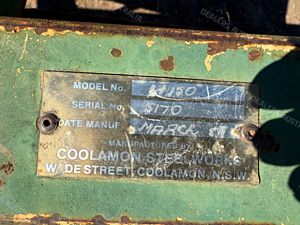 MODEL No.
SERIAL No. 5170
DATE MANUF. MARCH
MANUFACTURED BY
COOLAMON STEELWORKS
WADE STREET, COOLAMON, N.S.W.